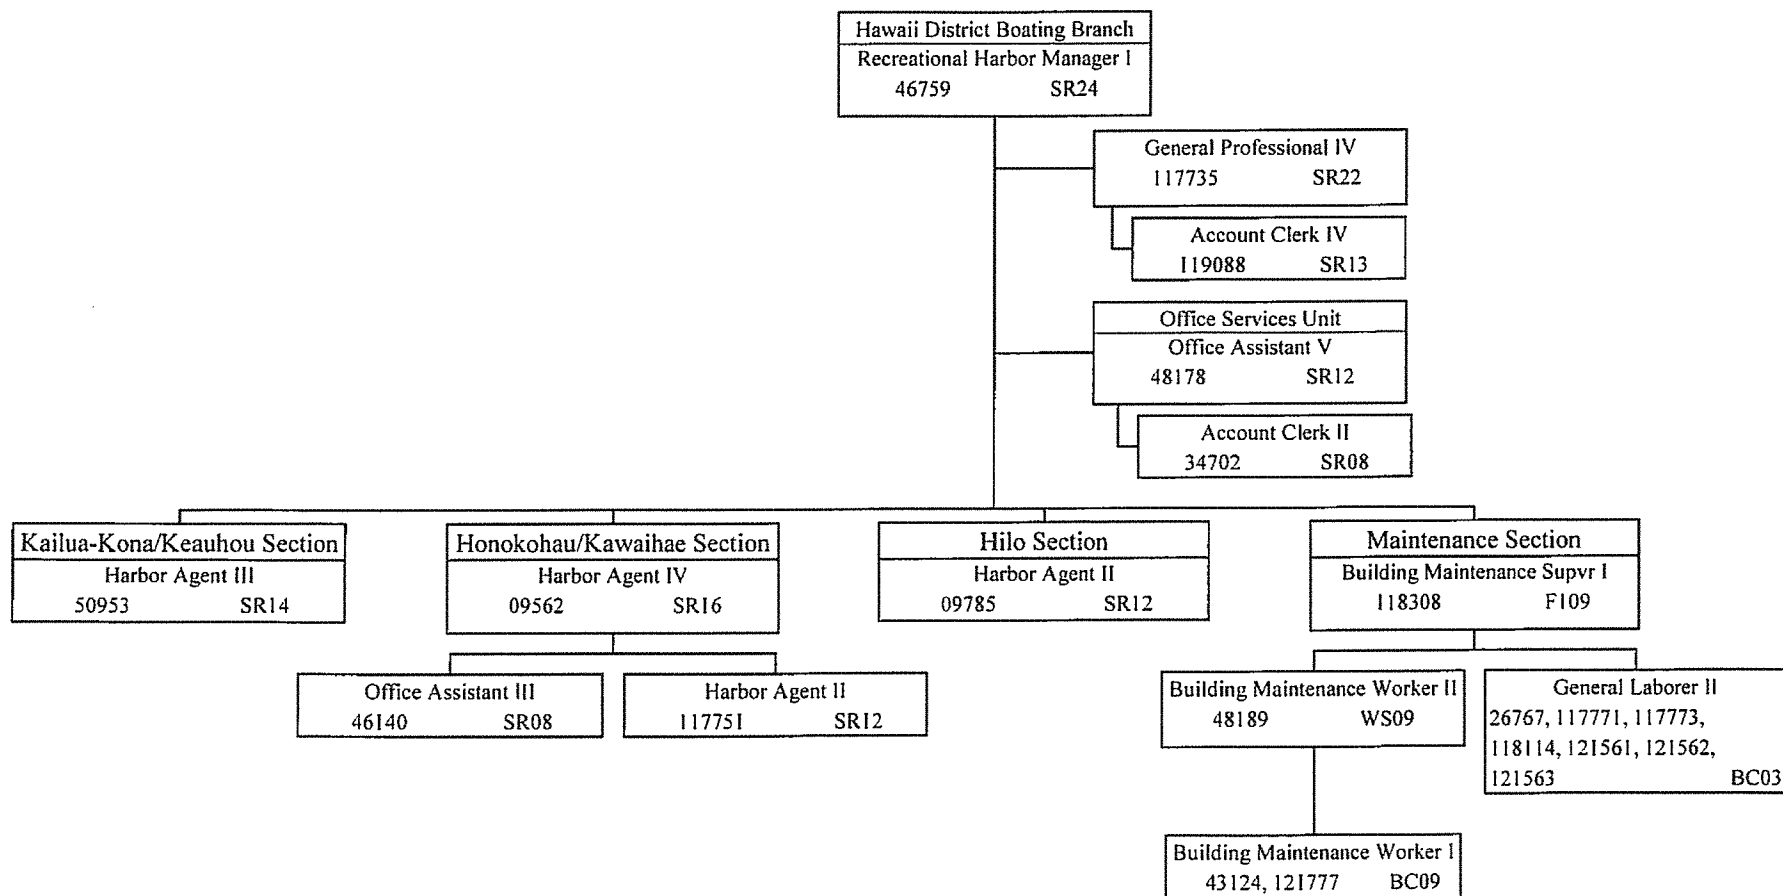 Hawaii District Boating Branch
Recreational Harbor Manager I
46759 SR24
General Professional IV
117735 SR22
Account Clerk IV
119088 SR13
Office Services Unit
Office Assistant V
48178 SR12
Account Clerk II
34702 SR08
Kailua-Kona/Keauhou Section
Harbor Agent III
50953 SR14
Honokohau/Kawaihae Section
Harbor Agent IV
09562 SR16
Office Assistant III
46140 SR08
Harbor Agent II
117751 SR12
Hilo Section
Harbor Agent II
09785 SR12
Maintenance Section
Building Maintenance Supvr I
118308 F109
Building Maintenance Worker II
48189 WS09
General Laborer II
26767, 117771, 117773,
118114, 121561, 121562,
121563 BC03
Building Maintenance Worker I
43124, 121777 BC09